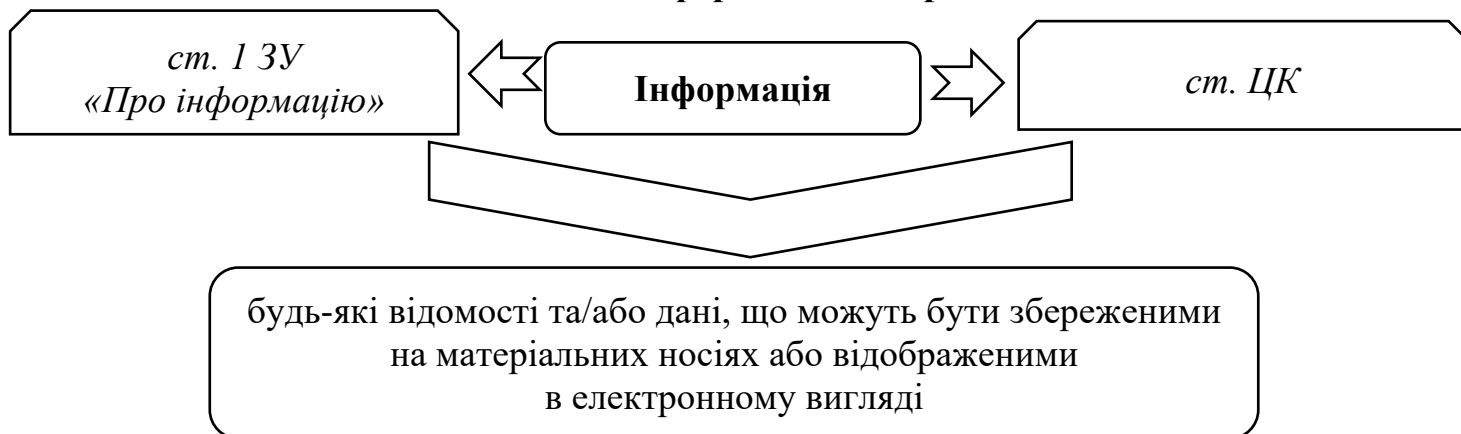 ст. 1 ЗУ
«Про інформацію»
Інформація
ст. ЦК
будь-які відомості та/або дані, що можуть бути збереженими
на матеріальних носіях або відображеними
в електронному вигляді